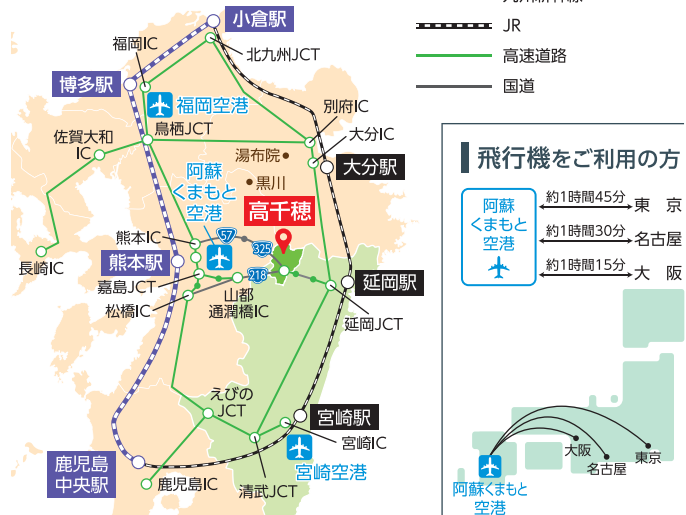 九州新幹線
JR
高速道路
国道
小倉駅
福岡IC
北九州JCT
博多駅
福岡空港
別府IC
佐賀大和
IC
鳥栖JCT
大分IC
湯布院
阿蘇
くまもと
空港
黒川
大分駅
高千穂
熊本IC
57
325
長崎IC
熊本駅
嘉島JCT
218
延岡駅
松橋IC
山都
通潤橋IC
延岡JCT
えびの
JCT
宮崎駅
宮崎IC
鹿児島
中央駅
宮崎空港
鹿児島IC
清武JCT
飛行機をご利用の方
阿蘇
くまもと
空港
約1時間45分
東 京
約1時間30分
名古屋
約1時間15分
大 阪
大阪
名古屋
東京
阿蘇くまもと
空港